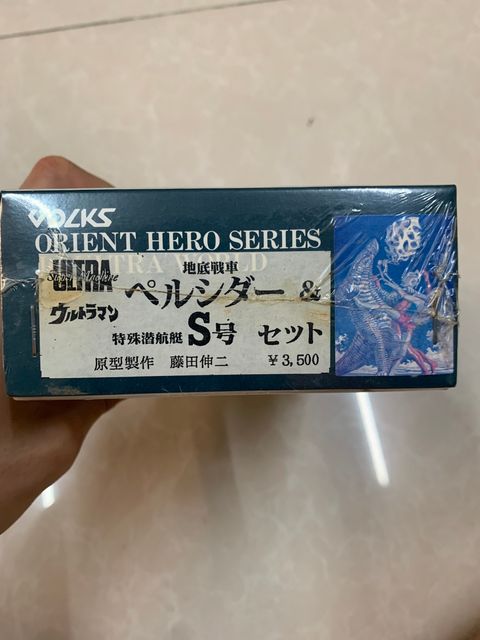 VOLKS
ORIENT HERO SERIES
TRA WORLD
ULTRA
地底戦車
ウルトラマン
ペルシダー &
特殊潜航艇 S号 セット
原型製作 藤田伸二 ¥3,500